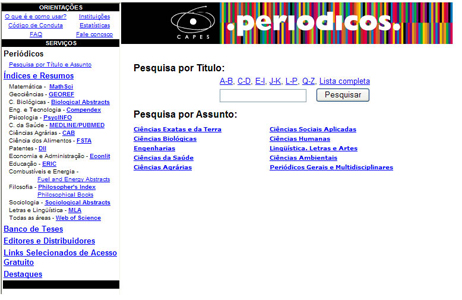 ORIENTAÇÕES
O que é e como usar? Instituições
Código de Conduta Estatísticas
FAQ Fale conosco
SERVIÇOS
Periódicos
Pesquisa por Título e Assunto
Índices e Resumos
Matemática - MathSci
Geociências - GEOREF
C. Biológicas - Biological Abstracts
Eng. e Tecnologia - Compendex
Psicologia - PsycINFO
C. da Saúde - MEDLINE/PUBMED
Ciências Agrárias - CAB
Ciência dos Alimentos - FSTA
Patentes - DII
Economia e Administração - Econlit
Educação - ERIC
Combustíveis e Energia -
Fuel and Energy Abstracts
Filosofia - Philosopher's Index
Philosophical Books
Sociologia - Sociological Abstracts
Letras e Lingüística - MLA
Todas as áreas - Web of Science
Banco de Teses
Editores e Distribuidores
Links Selecionados de Acesso
Gratuito
Destaques
CAPES
.periodicos.
Pesquisa por Titulo:
A-B, C-D, E-I, J-K, L-P, Q-Z, Lista completa
Pesquisar
Pesquisa por Assunto:
Ciências Exatas e da Terra Ciências Sociais Aplicadas
Ciências Biológicas Ciências Humanas
Engenharias Lingüística, Letras e Artes
Ciências da Saúde Ciências Ambientais
Ciências Agrárias Periódicos Gerais e Multidisciplinares